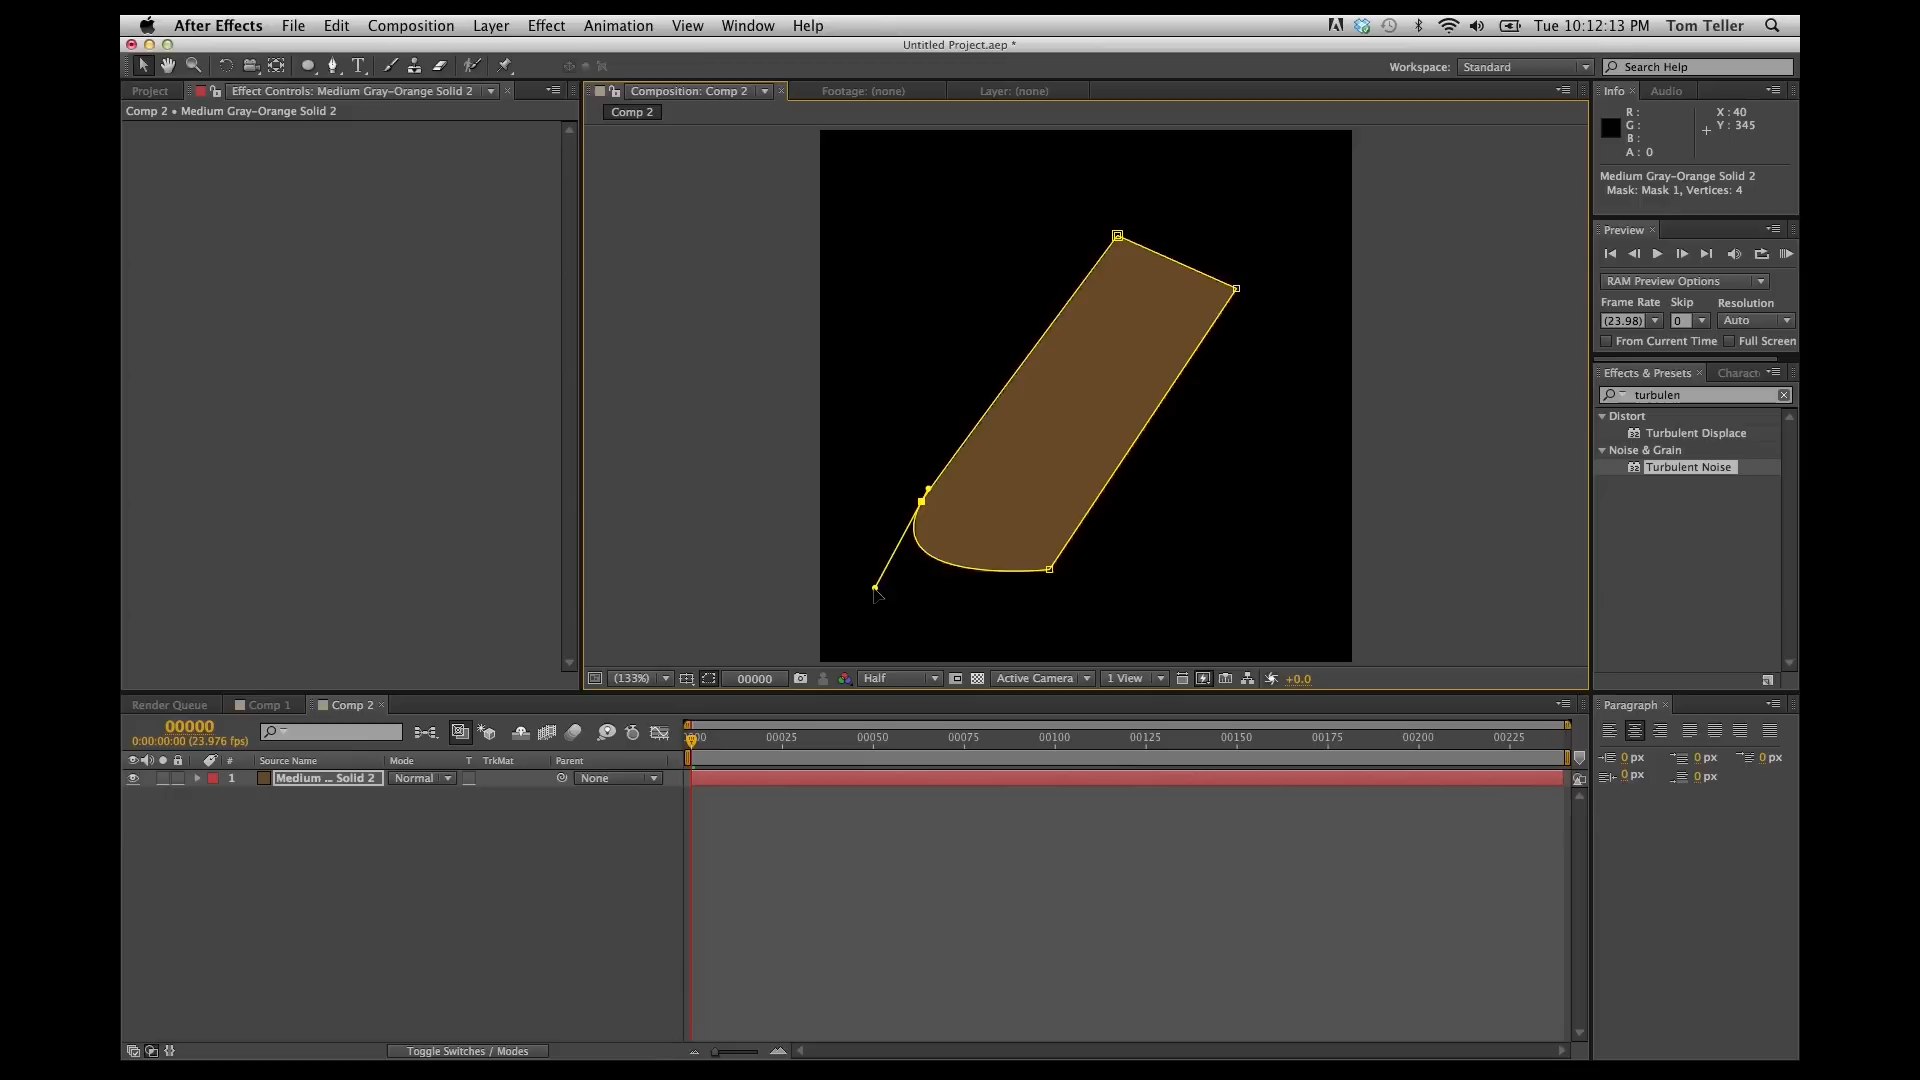 After Effects File Edit Composition Layer Effect Animation View Window Help Tue 10:12:13 PM Tom Teller
Untitled Project.aep *
Workspace: Standard Search Help
Project Effect Controls: Medium Gray-Orange Solid 2 Composition: Comp 2 Footage: (none) Layer: (none) Info Audio
Comp 2 • Medium Gray-Orange Solid 2 Comp 2
R : X : 40
G : Y : 345
B :
A : 0
Medium Gray-Orange Solid 2
Mask: Mask 1, Vertices: 4
Preview
RAM Preview Options
Frame Rate Skip Resolution
(23.98) 0 Auto
From Current Time Full Screen
Effects & Presets Charact
turbulen
Distort
Turbulent Displace
Noise & Grain
Turbulent Noise
(133%) 00000 Half Active Camera 1 View +0.0
Render Queue Comp 1 Comp 2 Paragraph
00000
0:00:00:00 (23.976 fps)
00025 00050 00075 00100 00125 00150 00175 00200 00225
# Source Name Mode T TrkMat Parent
0 px 0 px 0 px
0 px 0 px
1 Medium ... Solid 2 Normal None
Toggle Switches / Modes